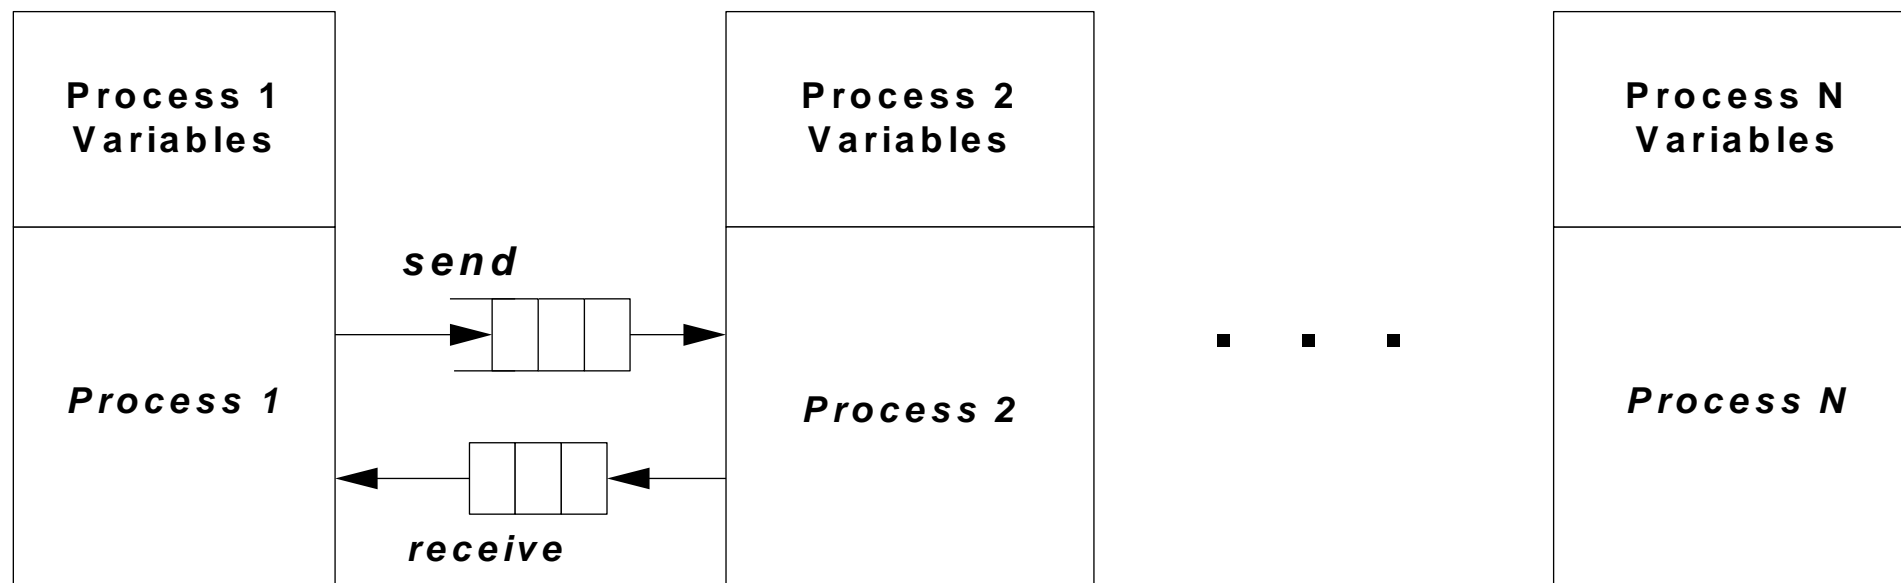 Process 1
Variables
Process 2
Variables
Process N
Variables
send
Process 1
Process 2
Process N
receive